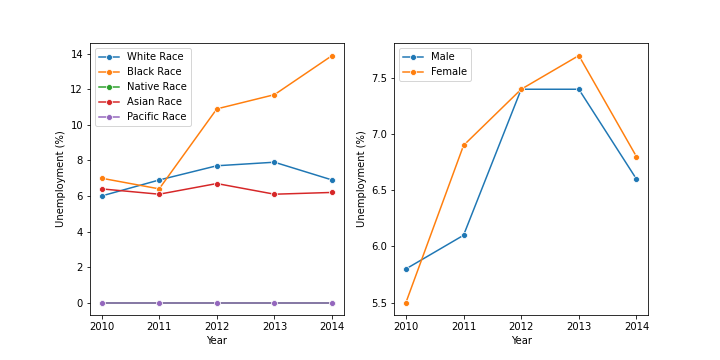 White Race
Black Race
Native Race
Asian Race
Pacific Race
14
12
10
8
6
4
2
0
Unemployment (%)
2010 2011 2012 2013 2014
Year
Male
Female
7.5
7.0
6.5
6.0
5.5
Unemployment (%)
2010 2011 2012 2013 2014
Year